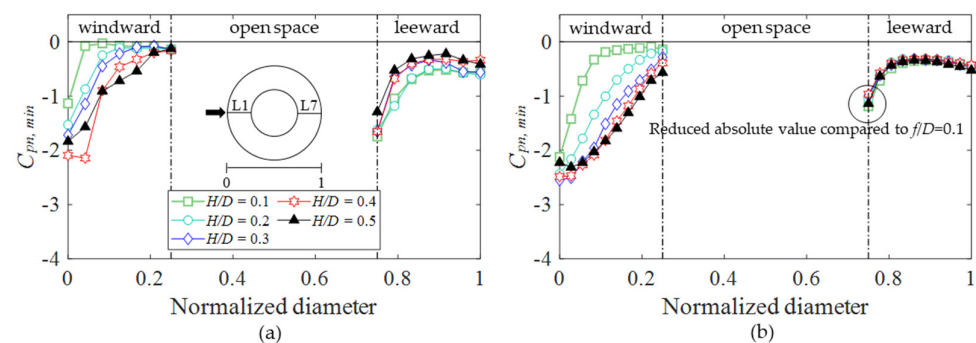 windward open space leeward
0
-1
-2
-3
-4
C_pn, min
L1 L7
0 1
H/D = 0.1 H/D = 0.4
H/D = 0.2 H/D = 0.5
H/D = 0.3
0 0.2 0.4 0.6 0.8 1
Normalized diameter
(a)
windward open space leeward
0
-1
-2
-3
-4
C_pn, min
Reduced absolute value compared to f/D=0.1
0 0.2 0.4 0.6 0.8 1
Normalized diameter
(b)